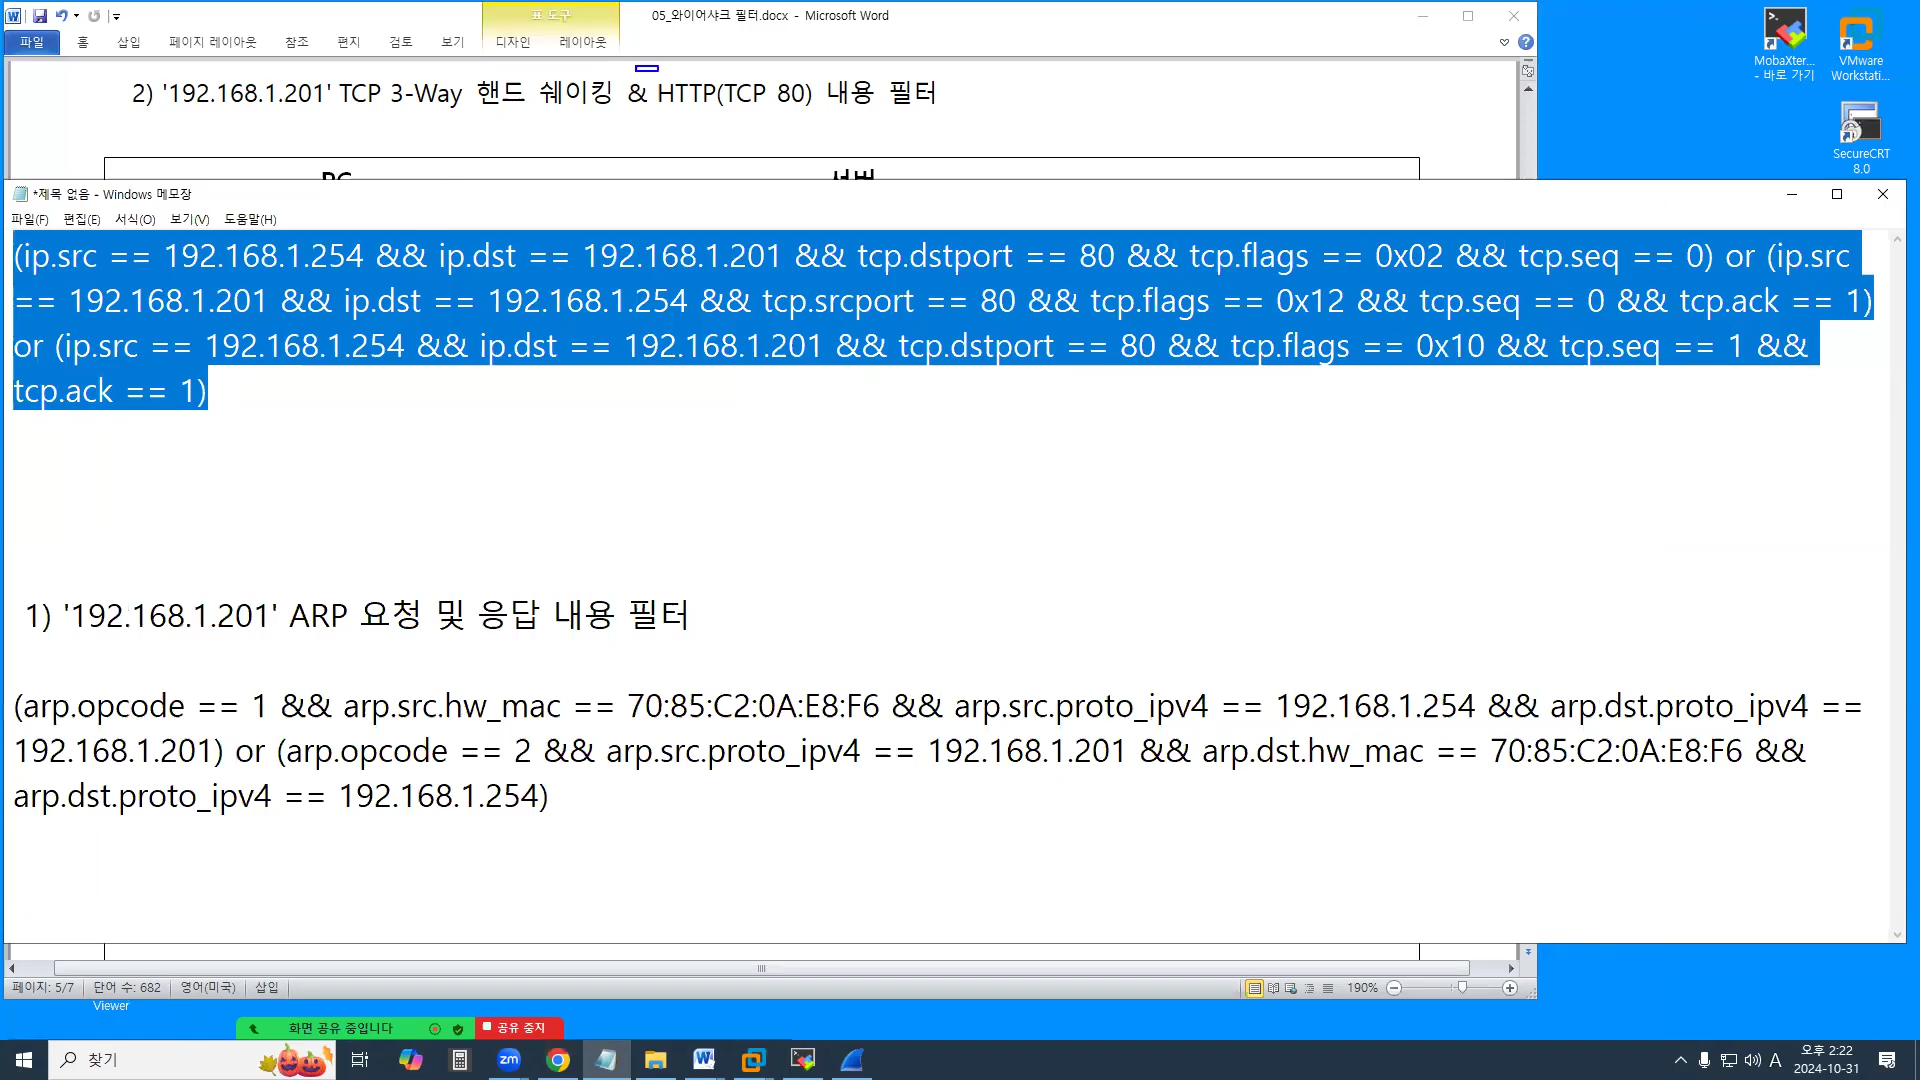 표 도구
05_와이어샤크 필터.docx - Microsoft Word
파일 홈 삽입 페이지 레이아웃 참조 편지 검토 보기 디자인 레이아웃
2) '192.168.1.201' TCP 3-Way 핸드 쉐이킹 & HTTP(TCP 80) 내용 필터
PC 서버
*제목 없음 - Windows 메모장
파일(F) 편집(E) 서식(O) 보기(V) 도움말(H)
(ip.src == 192.168.1.254 && ip.dst == 192.168.1.201 && tcp.dstport == 80 && tcp.flags == 0x02 && tcp.seq == 0) or (ip.src
== 192.168.1.201 && ip.dst == 192.168.1.254 && tcp.srcport == 80 && tcp.flags == 0x12 && tcp.seq == 0 && tcp.ack == 1)
or (ip.src == 192.168.1.254 && ip.dst == 192.168.1.201 && tcp.dstport == 80 && tcp.flags == 0x10 && tcp.seq == 1 &&
tcp.ack == 1)
1) '192.168.1.201' ARP 요청 및 응답 내용 필터
(arp.opcode == 1 && arp.src.hw_mac == 70:85:C2:0A:E8:F6 && arp.src.proto_ipv4 == 192.168.1.254 && arp.dst.proto_ipv4 ==
192.168.1.201) or (arp.opcode == 2 && arp.src.proto_ipv4 == 192.168.1.201 && arp.dst.hw_mac == 70:85:C2:0A:E8:F6 &&
arp.dst.proto_ipv4 == 192.168.1.254)
페이지: 5/7 단어 수: 682 영어(미국) 삽입 190%
Viewer
화면 공유 중입니다 공유 중지
찾기
zm
A
오후 2:22
2024-10-31
MobaXter...
- 바로 가기
VMware
Workstati...
SecureCRT
8.0